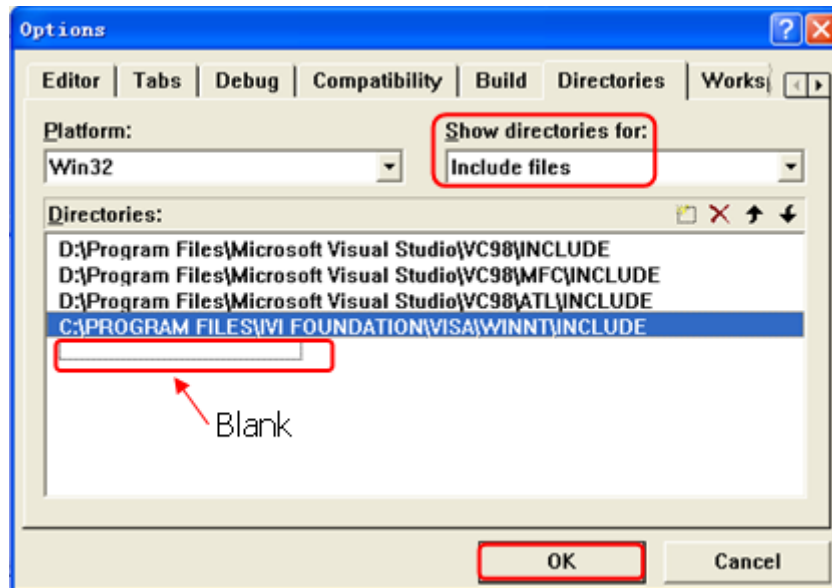 Options
Editor Tabs Debug Compatibility Build Directories Works
Platform: Show directories for:
Win32 Include files
Directories:
D:\Program Files\Microsoft Visual Studio\VC98\INCLUDE
D:\Program Files\Microsoft Visual Studio\VC98\MFC\INCLUDE
D:\Program Files\Microsoft Visual Studio\VC98\ATL\INCLUDE
C:\PROGRAM FILES\IVI FOUNDATION\VISA\WINNT\INCLUDE
Blank
OK Cancel